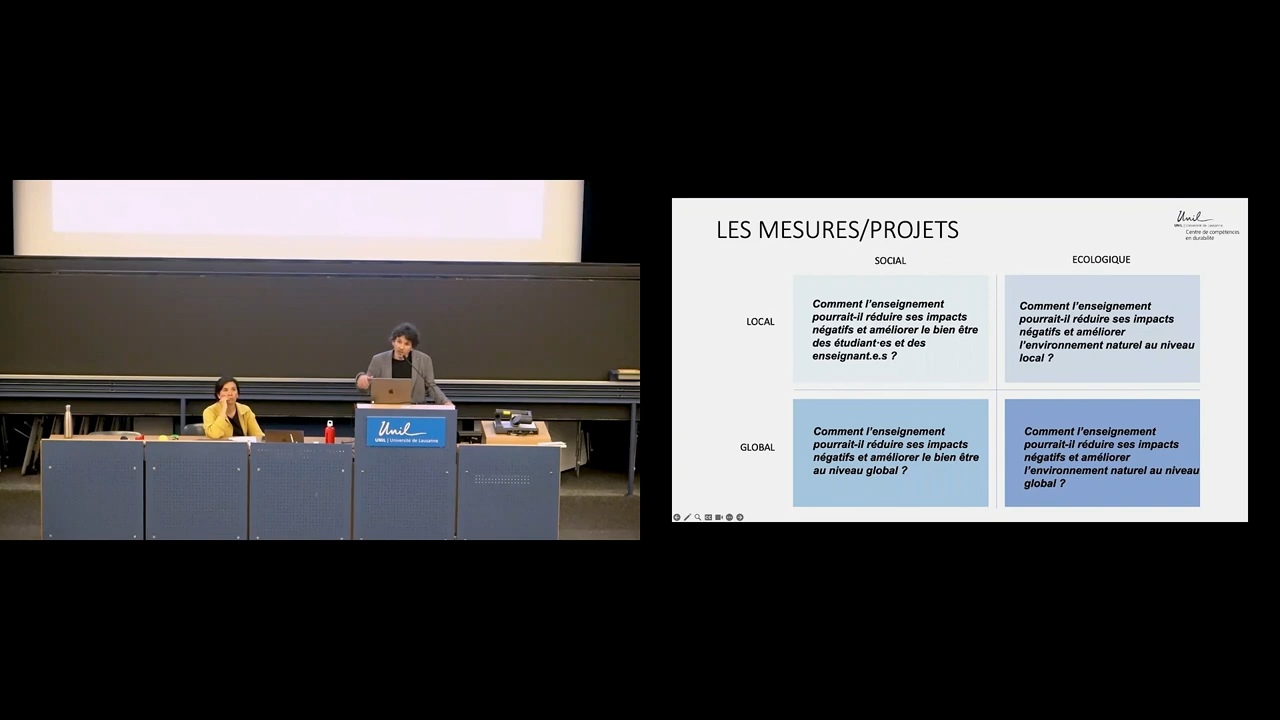 LES MESURES/PROJETS
Unil
UNIL | Université de Lausanne
Centre de compétences
en durabilité
SOCIAL
ECOLOGIQUE
LOCAL
Comment l'enseignement
pourrait-il réduire ses impacts
négatifs et améliorer le bien être
des étudiant·es et des
enseignant.e.s ?
Comment l'enseignement
pourrait-il réduire ses impacts
négatifs et améliorer
l'environnement naturel au niveau
local ?
GLOBAL
Comment l'enseignement
pourrait-il réduire ses impacts
négatifs et améliorer le bien être
au niveau global ?
Comment l'enseignement
pourrait-il réduire ses impacts
négatifs et améliorer
l'environnement naturel au niveau
global ?
Unil
UNIL | Université de Lausanne